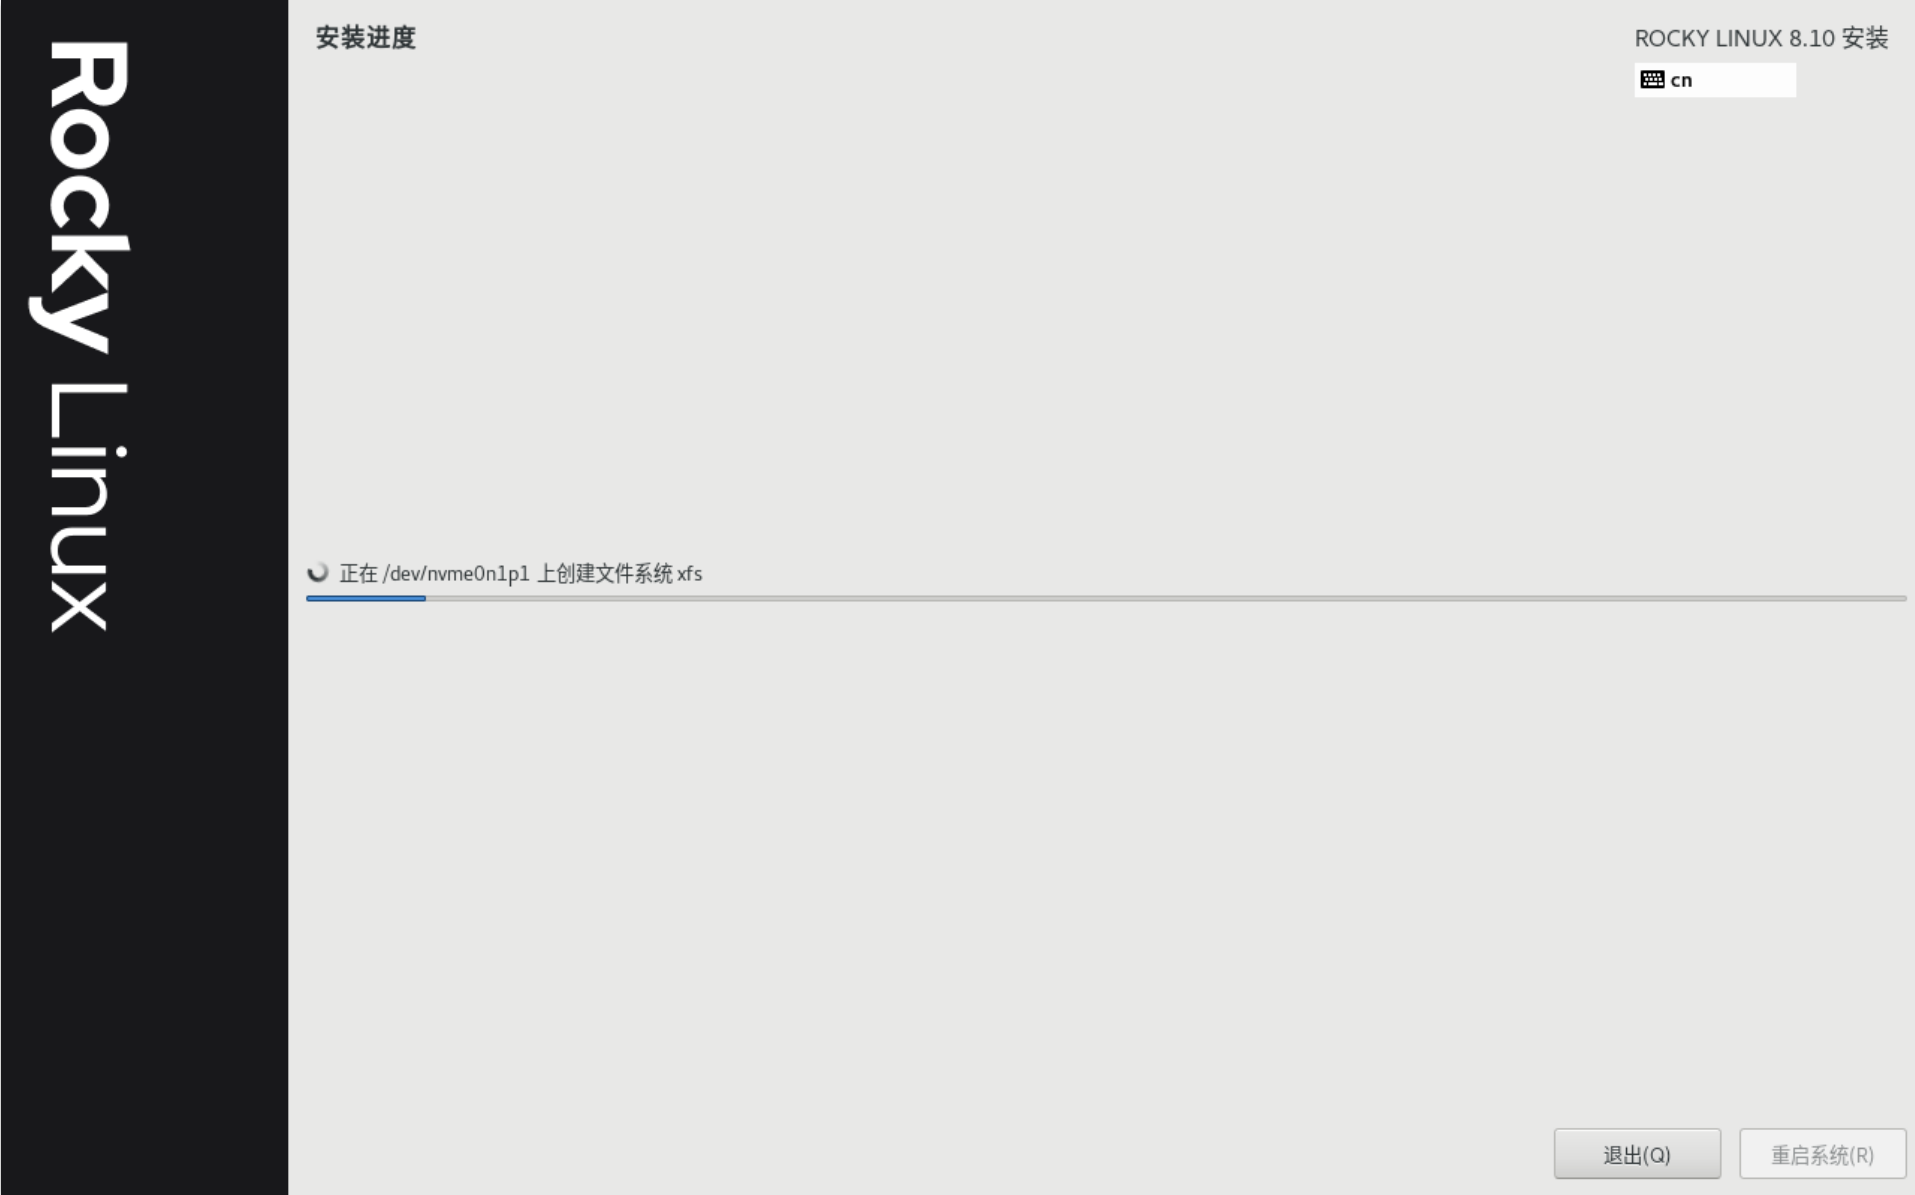 Rocky Linux
安装进度
ROCKY LINUX 8.10 安装
cn
正在 /dev/nvme0n1p1 上创建文件系统 xfs
退出(Q)
重启系统(R)